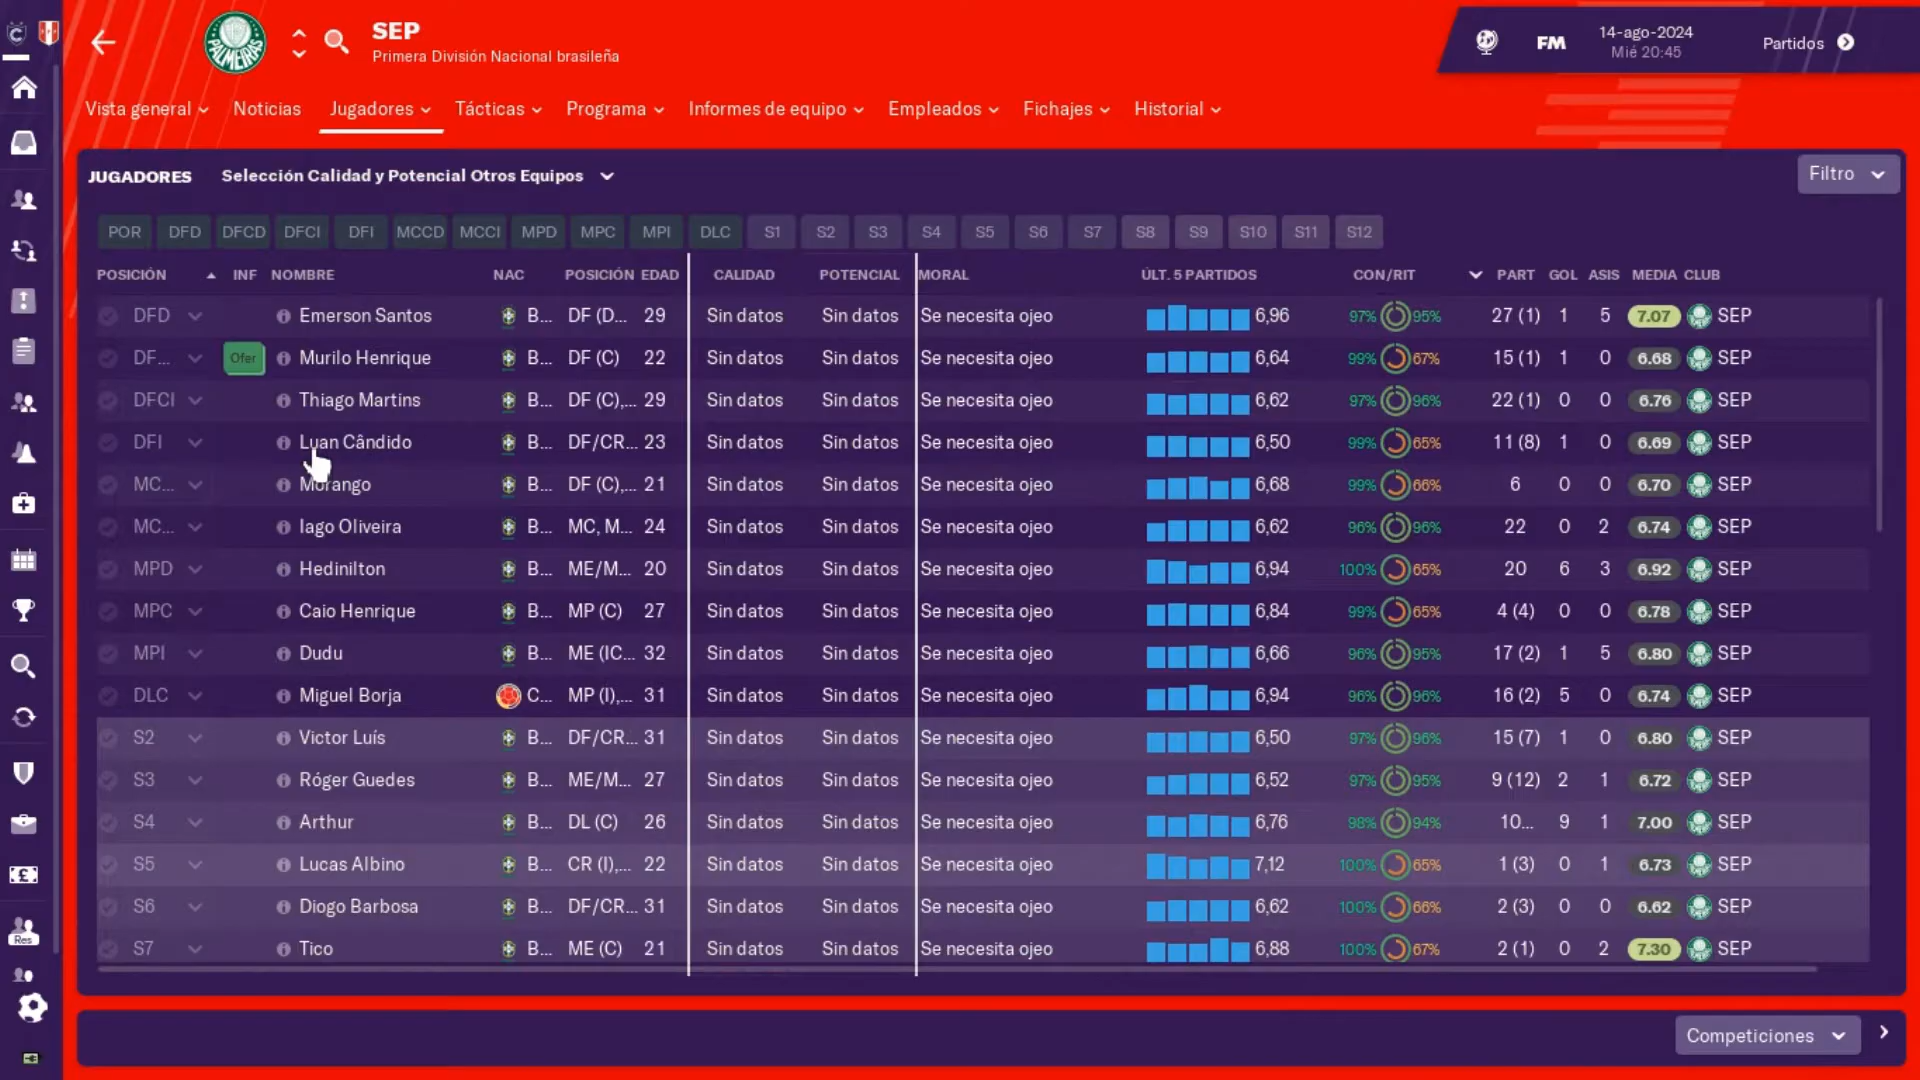 SEP
Primera División Nacional brasileña
FM
14-ago-2024
Mié 20:45
Partidos
PALMEIRAS
Vista general Noticias Jugadores Tácticas Programa Informes de equipo Empleados Fichajes Historial
JUGADORES Selección Calidad y Potencial Otros Equipos Filtro
POR DFD DFCD DFCI DFI MCCD MCCI MPD MPC MPI DLC S1 S2 S3 S4 S5 S6 S7 S8 S9 S10 S11 S12
POSICIÓN INF NOMBRE NAC POSICIÓN EDAD CALIDAD POTENCIAL MORAL ÚLT. 5 PARTIDOS CON/RIT PART GOL ASIS MEDIA CLUB
DFD Emerson Santos B... DF (D... 29 Sin datos Sin datos Se necesita ojeo 6,96 97% 95% 27 (1) 1 5 7.07 SEP
DF... Ofer Murilo Henrique B... DF (C) 22 Sin datos Sin datos Se necesita ojeo 6,64 99% 67% 15 (1) 1 0 6.68 SEP
DFCI Thiago Martins B... DF (C),... 29 Sin datos Sin datos Se necesita ojeo 6,62 97% 96% 22 (1) 0 0 6.76 SEP
DFI Luan Cândido B... DF/CR... 23 Sin datos Sin datos Se necesita ojeo 6,50 99% 65% 11 (8) 1 0 6.69 SEP
MC... Morango B... DF (C),... 21 Sin datos Sin datos Se necesita ojeo 6,68 99% 66% 6 0 0 6.70 SEP
MC... Iago Oliveira B... MC, M... 24 Sin datos Sin datos Se necesita ojeo 6,62 96% 96% 22 0 2 6.74 SEP
MPD Hedinilton B... ME/M... 20 Sin datos Sin datos Se necesita ojeo 6,94 100% 65% 20 6 3 6.92 SEP
MPC Caio Henrique B... MP (C) 27 Sin datos Sin datos Se necesita ojeo 6,84 99% 65% 4 (4) 0 0 6.78 SEP
MPI Dudu B... ME (IC... 32 Sin datos Sin datos Se necesita ojeo 6,66 96% 95% 17 (2) 1 5 6.80 SEP
DLC Miguel Borja C... MP (I),... 31 Sin datos Sin datos Se necesita ojeo 6,94 96% 96% 16 (2) 5 0 6.74 SEP
S2 Victor Luís B... DF/CR... 31 Sin datos Sin datos Se necesita ojeo 6,50 97% 96% 15 (7) 1 0 6.80 SEP
S3 Róger Guedes B... ME/M... 27 Sin datos Sin datos Se necesita ojeo 6,52 97% 95% 9 (12) 2 1 6.72 SEP
S4 Arthur B... DL (C) 26 Sin datos Sin datos Se necesita ojeo 6,76 98% 94% 10... 9 1 7.00 SEP
S5 Lucas Albino B... CR (I),... 22 Sin datos Sin datos Se necesita ojeo 7,12 100% 65% 1 (3) 0 1 6.73 SEP
S6 Diogo Barbosa B... DF/CR... 31 Sin datos Sin datos Se necesita ojeo 6,62 100% 66% 2 (3) 0 0 6.62 SEP
S7 Tico B... ME (C) 21 Sin datos Sin datos Se necesita ojeo 6,88 100% 67% 2 (1) 0 2 7.30 SEP
Res
Competiciones